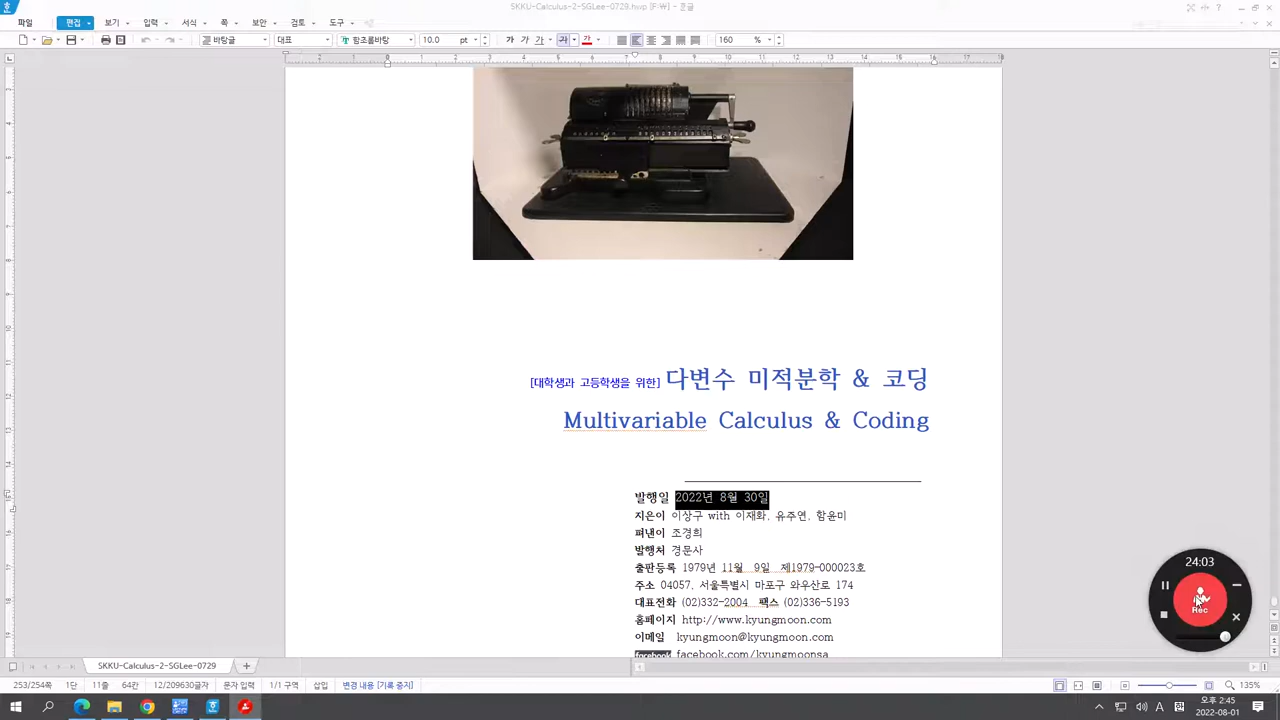 SKKU-Calculus-2-SGLee-0729.hwp [F:\] - 한글
파일 편집 보기 입력 서식 쪽 보안 검토 도구
바탕글 대표 함초롬바탕 10.0 pt 가 가 가 가 가 160 %
[대학생과 고등학생을 위한] 다변수 미적분학 & 코딩
Multivariable Calculus & Coding
발행일 2022년 8월 30일
지은이 이상구 with 이재화, 유주연, 함윤미
펴낸이 조경희
발행처 경문사
출판등록 1979년 11월 9일 제1979-000023호
주소 04057, 서울특별시 마포구 와우산로 174
대표전화 (02)332-2004 팩스 (02)336-5193
홈페이지 http://www.kyungmoon.com
이메일 kyungmoon@kyungmoon.com
facebook facebook.com/kyungmoonsa
24:03
Rec
SKKU-Calculus-2-SGLee-0729
253/254쪽 1단 11줄 64칸 12/209630글자 문자 입력 1/1 구역 삽입 변경 내용 [기록 중지] 135%
A 한 오후 2:45
2022-08-01